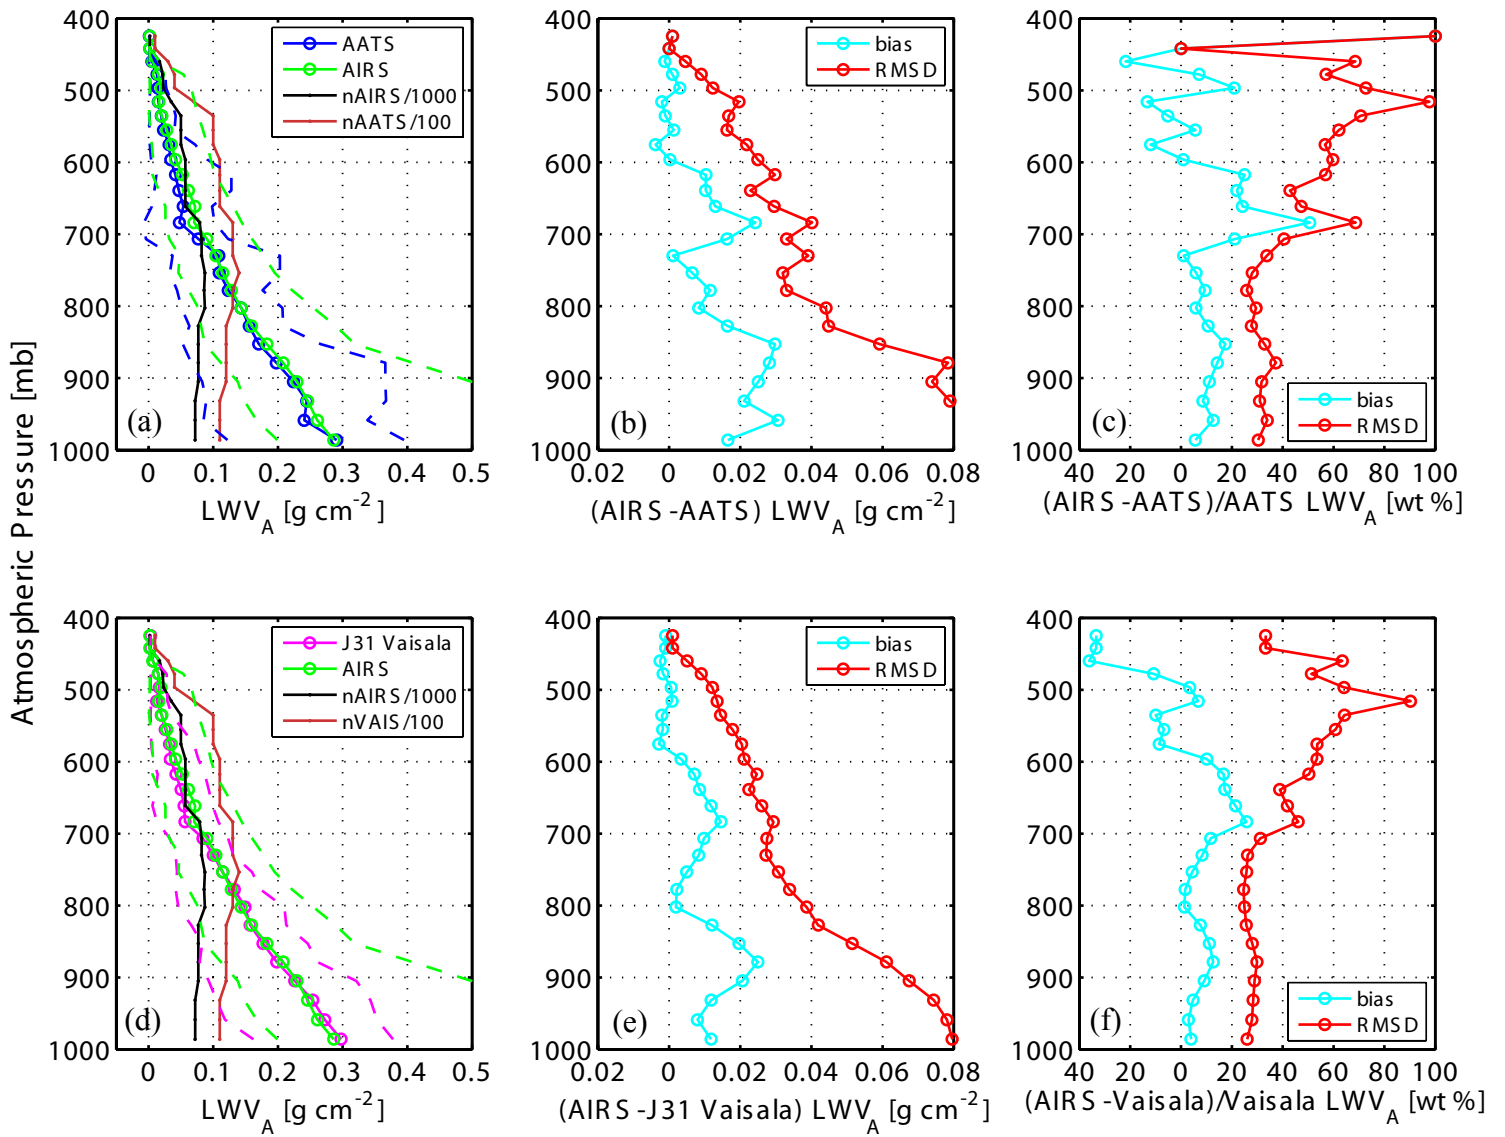 Atmospheric Pressure [mb]
400
500
600
700
800
900
1000
0
0.1
0.2
0.3
0.4
0.5
AATS
AIRS
nAIRS/1000
nAATS/100
(a)
LWV_A [g cm^-2]
400
500
600
700
800
900
1000
0.02
0
0.02
0.04
0.06
0.08
bias
RMSD
(b)
(AIRS -AATS) LWV_A [g cm^-2]
400
500
600
700
800
900
1000
40
20
0
20
40
60
80
100
bias
RMSD
(c)
(AIRS -AATS)/AATS LWV_A [wt %]
400
500
600
700
800
900
1000
0
0.1
0.2
0.3
0.4
0.5
J31 Vaisala
AIRS
nAIRS/1000
nVAIS/100
(d)
LWV_A [g cm^-2]
400
500
600
700
800
900
1000
0.02
0
0.02
0.04
0.06
0.08
bias
RMSD
(e)
(AIRS -J31 Vaisala) LWV_A [g cm^-2]
400
500
600
700
800
900
1000
40
20
0
20
40
60
80
100
bias
RMSD
(f)
(AIRS -Vaisala)/Vaisala LWV_A [wt %]